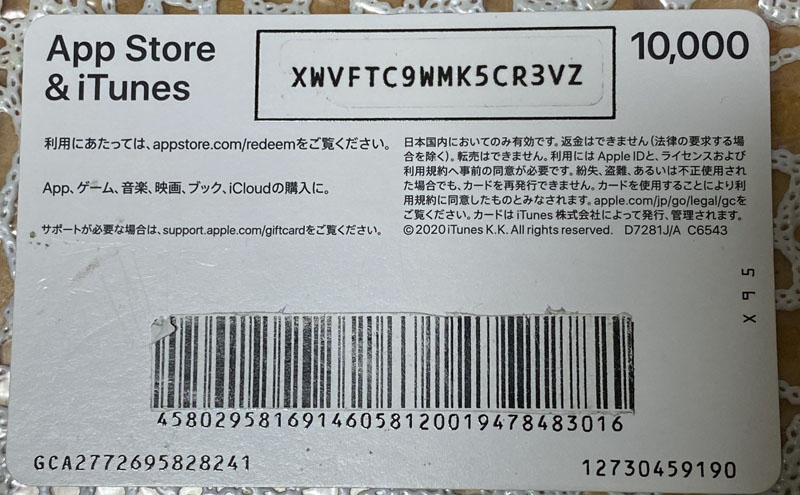 App Store
& iTunes
XWVFTC9WMK5CR3VZ
10,000
利用にあたっては、appstore.com/redeemをご覧ください。
App、ゲーム、音楽、映画、ブック、iCloudの購入に。
サポートが必要な場合は、support.apple.com/giftcardをご覧ください。
日本国内においてのみ有効です。返金はできません(法律の要求する場
合を除く)。転売はできません。利用には Apple IDと、ライセンスおよび
利用規約へ事前の同意が必要です。紛失、盗難、あるいは不正使用され
た場合でも、カードを再発行できません。カードを使用することにより利
用規約に同意したものとみなされます。apple.com/jp/go/legal/gcを
ご覧ください。カードは iTunes 株式会社によって発行、管理されます。
© 2020 iTunes K.K. All rights reserved. D7281J/A C6543
X 6 5
458029581691460581200194784830​16
GCA2772695828241
12730459190